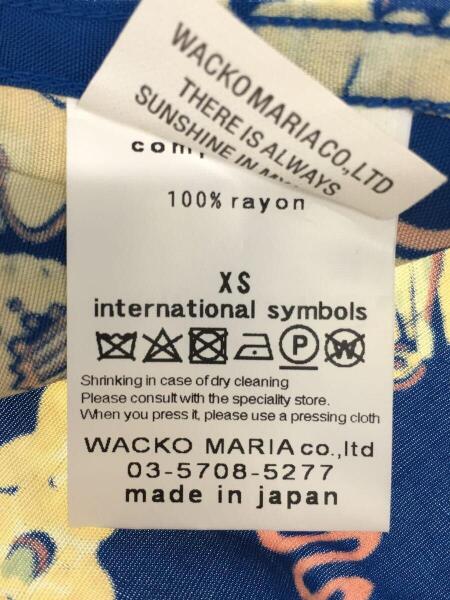 WACKO MARIA CO., LTD
THERE IS ALWAYS
SUNSHINE IN
100% rayon
XS
international symbols
P W
Shrinking in case of dry cleaning
Please consult with the speciality store.
When you press it, please use a pressing cloth
WACKO MARIA co.,ltd
03-5708-5277
made in japan